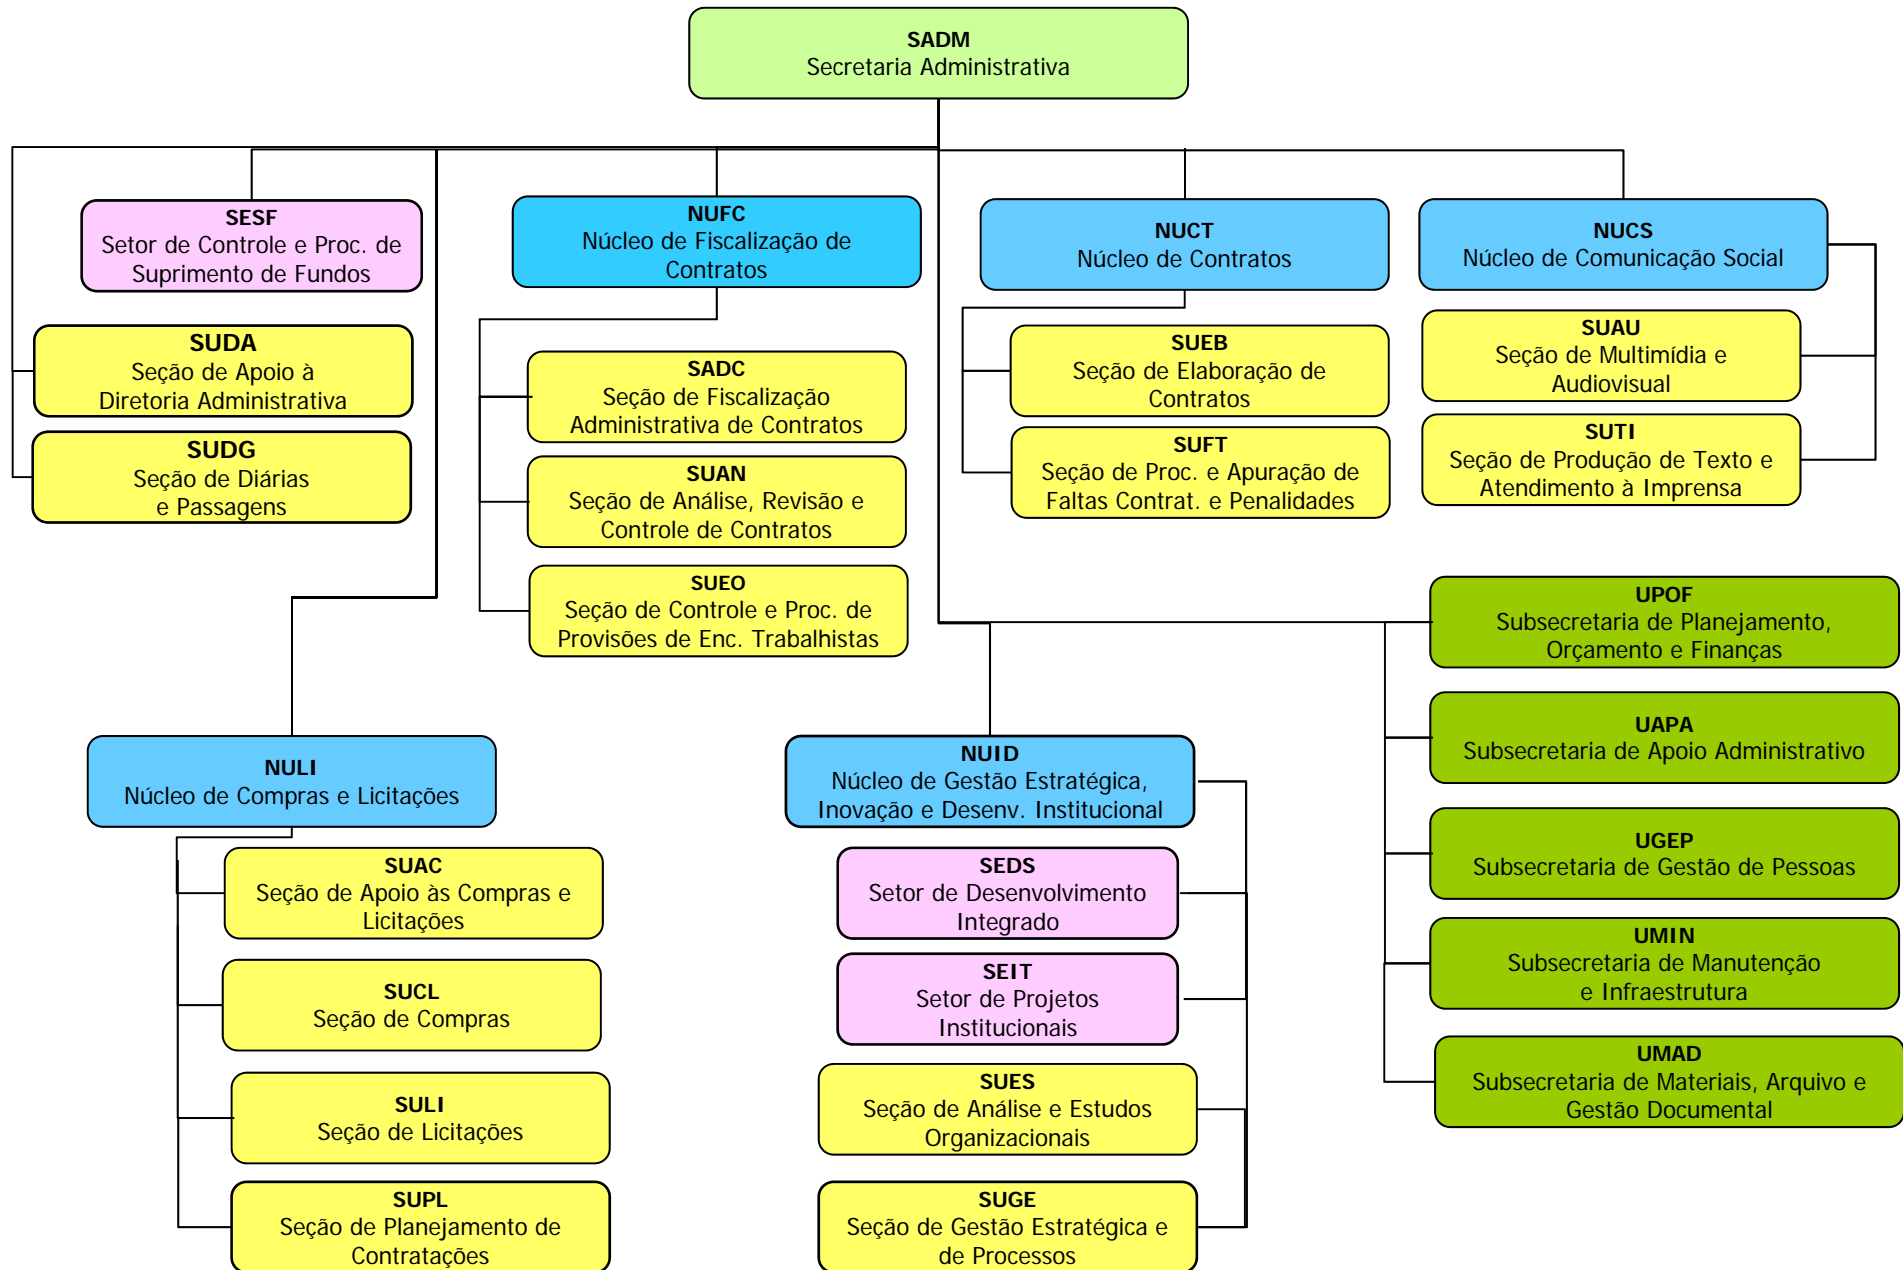 SADM
Secretaria Administrativa
SESF
Setor de Controle e Proc. de
Suprimento de Fundos
NUFC
Núcleo de Fiscalização de
Contratos
NUCT
Núcleo de Contratos
NUCS
Núcleo de Comunicação Social
SUDA
Seção de Apoio à
Diretoria Administrativa
SUDG
Seção de Diárias
e Passagens
SADC
Seção de Fiscalização
Administrativa de Contratos
SUAN
Seção de Análise, Revisão e
Controle de Contratos
SUEO
Seção de Controle e Proc. de
Provisões de Enc. Trabalhistas
SUEB
Seção de Elaboração de
Contratos
SUFT
Seção de Proc. e Apuração de
Faltas Contrat. e Penalidades
SUAU
Seção de Multimídia e
Audiovisual
SUTI
Seção de Produção de Texto e
Atendimento à Imprensa
NULI
Núcleo de Compras e Licitações
SUAC
Seção de Apoio às Compras e
Licitações
SUCL
Seção de Compras
SULI
Seção de Licitações
SUPL
Seção de Planejamento de
Contratações
NUID
Núcleo de Gestão Estratégica,
Inovação e Desenv. Institucional
SEDS
Setor de Desenvolvimento
Integrado
SEIT
Setor de Projetos
Institucionais
SUES
Seção de Análise e Estudos
Organizacionais
SUGE
Seção de Gestão Estratégica e
de Processos
UPOF
Subsecretaria de Planejamento,
Orçamento e Finanças
UAPA
Subsecretaria de Apoio Administrativo
UGEP
Subsecretaria de Gestão de Pessoas
UMIN
Subsecretaria de Manutenção
e Infraestrutura
UMAD
Subsecretaria de Materiais, Arquivo e
Gestão Documental